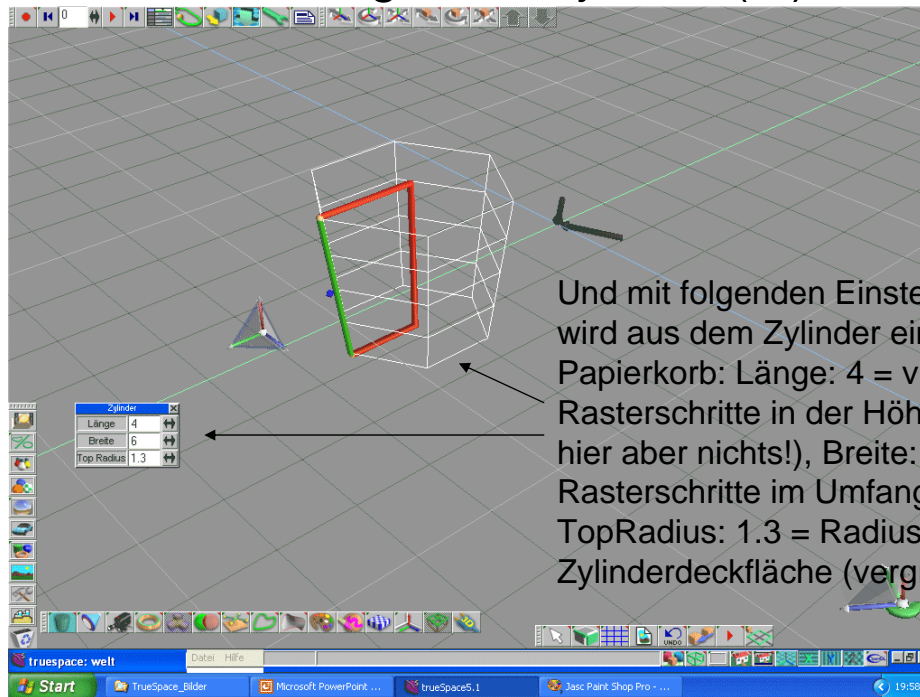 0
Und mit folgenden Einste
wird aus dem Zylinder ei
Papierkorb: Länge: 4 = v
Rasterschritte in der Höh
hier aber nichts!), Breite:
Rasterschritte im Umfang
TopRadius: 1.3 = Radius
Zylinderdeckfläche (verg
Zylinder
Länge 4
Breite 6
Top Radius 1.3
UNDO
truespace: welt Datei Hilfe
Start TrueSpace_Bilder Microsoft PowerPoint ... trueSpace5.1 Jasc Paint Shop Pro - ... 19:58